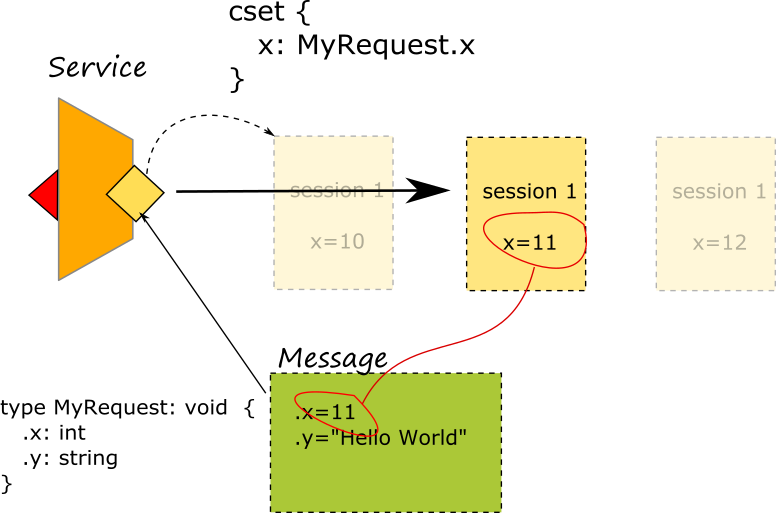 cset {
x: MyRequest.x
}
Service
session 1
x=10
session 1
x=11
session 1
x=12
Message
.x=11
.y="Hello World"
type MyRequest: void {
.x: int
.y: string
}